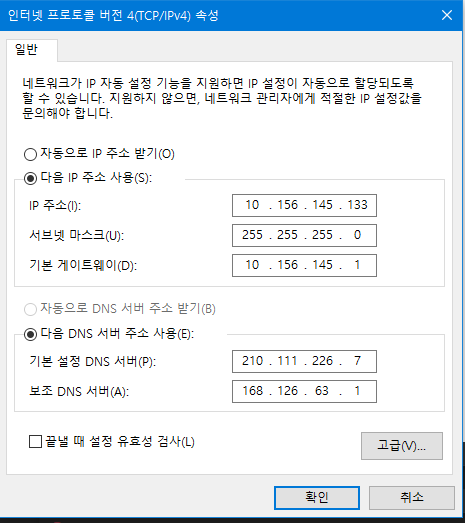 인터넷 프로토콜 버전 4(TCP/IPv4) 속성
일반
네트워크가 IP 자동 설정 기능을 지원하면 IP 설정이 자동으로 할당되도록
할 수 있습니다. 지원하지 않으면, 네트워크 관리자에게 적절한 IP 설정값을
문의해야 합니다.
자동으로 IP 주소 받기(O)
다음 IP 주소 사용(S):
IP 주소(I): 10 . 156 . 145 . 133
서브넷 마스크(U): 255 . 255 . 255 . 0
기본 게이트웨이(D): 10 . 156 . 145 . 1
자동으로 DNS 서버 주소 받기(B)
다음 DNS 서버 주소 사용(E):
기본 설정 DNS 서버(P): 210 . 111 . 226 . 7
보조 DNS 서버(A): 168 . 126 . 63 . 1
끝낼 때 설정 유효성 검사(L)
고급(V)...
확인 취소